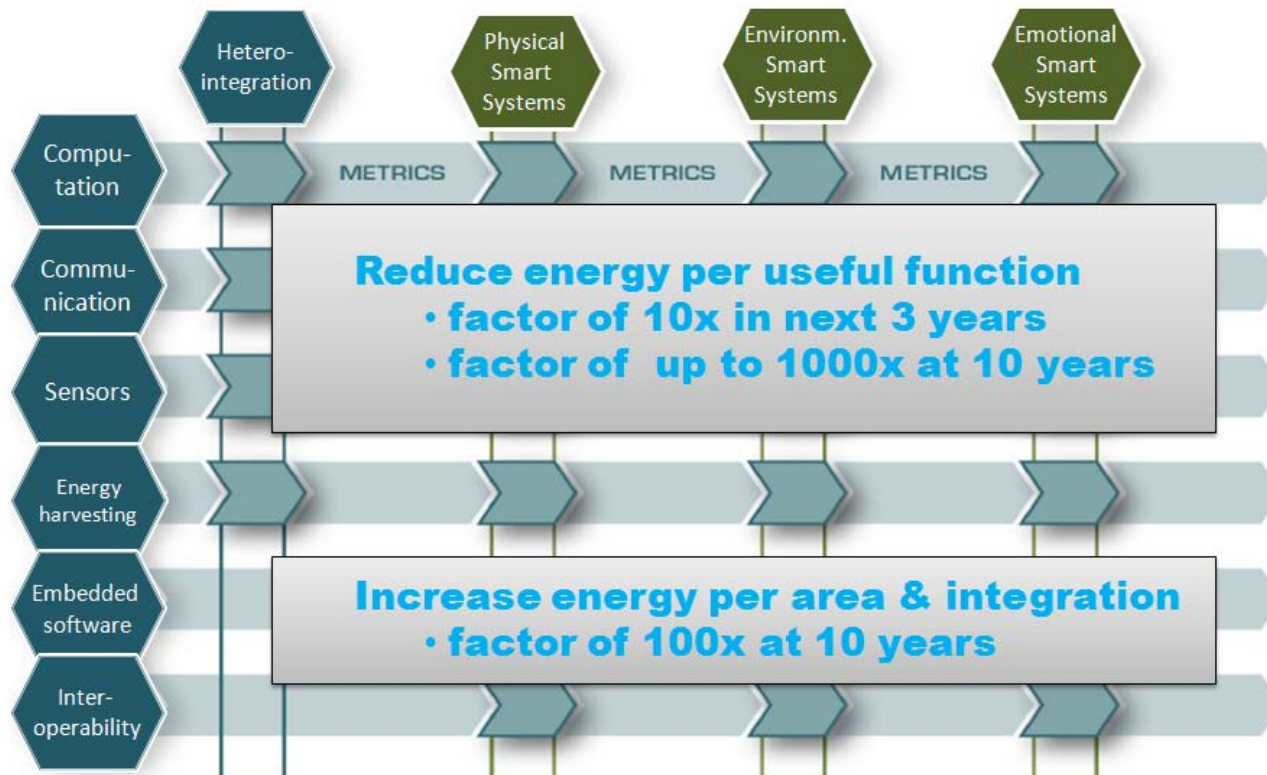 Hetero-
integration
Physical
Smart
Systems
Environm.
Smart
Systems
Emotional
Smart
Systems
Compu-
tation
METRICS
METRICS
METRICS
Commu-
nication
Reduce energy per useful function
• factor of 10x in next 3 years
• factor of up to 1000x at 10 years
Sensors
Energy
harvesting
Embedded
software
Increase energy per area & integration
• factor of 100x at 10 years
Inter-
operability